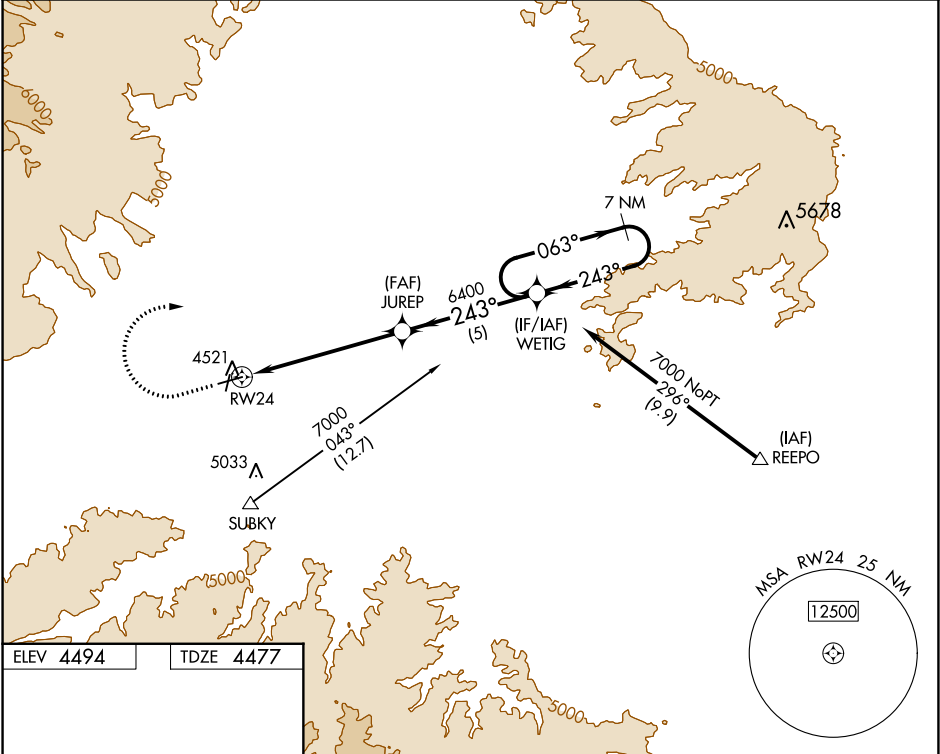 5000
6000
5000
7 NM
5678
063°
243°
(FAF)
JUREP
6400
243°
(5)
(IF/IAF)
WETIG
4521
RW24
7000 NoPT
296°
(9.9)
7000
043°
(12.7)
(IAF)
REEPO
5033
SUBKY
MSA RW24 25 NM
5000
12500
ELEV 4494
TDZE 4477
5000